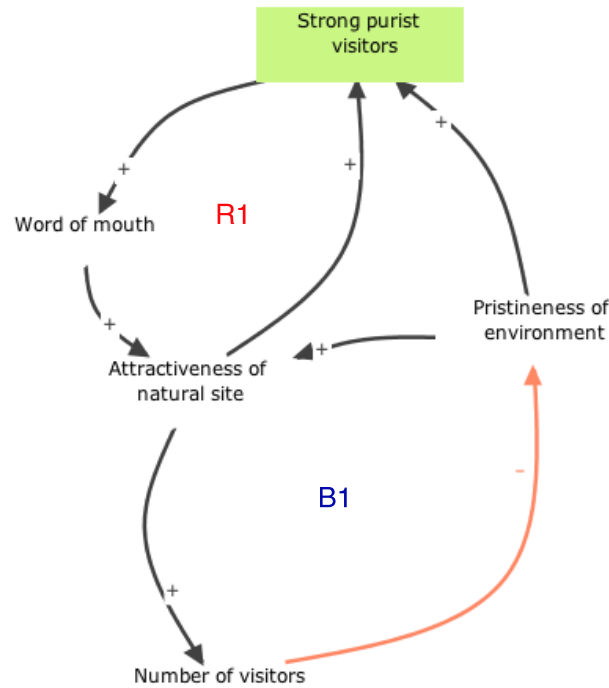 Strong purist
visitors
+
+
+
R1
Word of mouth
Pristineness of
environment
+
+
Attractiveness of
natural site
-
B1
+
Number of visitors